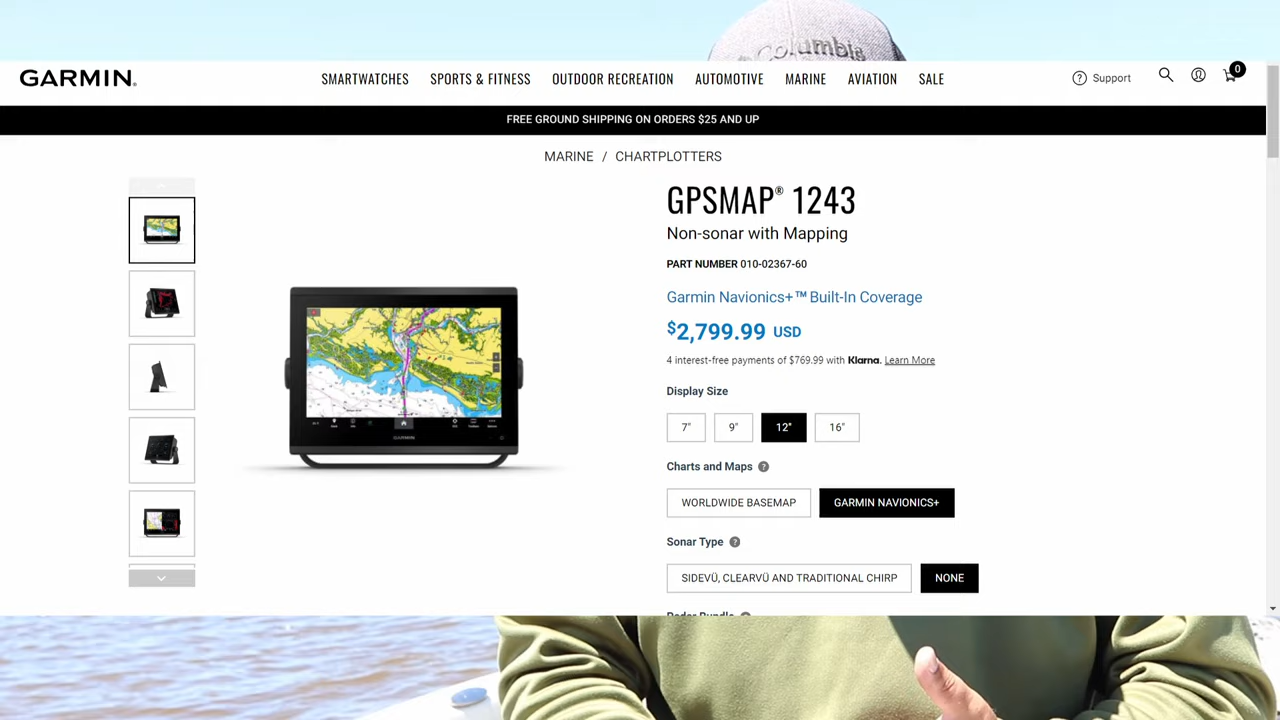 Columbia
GARMIN.
SMARTWATCHES SPORTS & FITNESS OUTDOOR RECREATION AUTOMOTIVE MARINE AVIATION SALE
Support
0
FREE GROUND SHIPPING ON ORDERS $25 AND UP
MARINE / CHARTPLOTTERS
GPSMAP® 1243
Non-sonar with Mapping
PART NUMBER 010-02367-60
Garmin Navionics+™ Built-In Coverage
$2,799.99 USD
4 interest-free payments of $769.99 with Klarna. Learn More
Display Size
7" 9" 12" 16"
Charts and Maps ?
WORLDWIDE BASEMAP GARMIN NAVIONICS+
Sonar Type ?
SIDEVÜ, CLEARVÜ AND TRADITIONAL CHIRP NONE
Radar Bundle
GARMIN